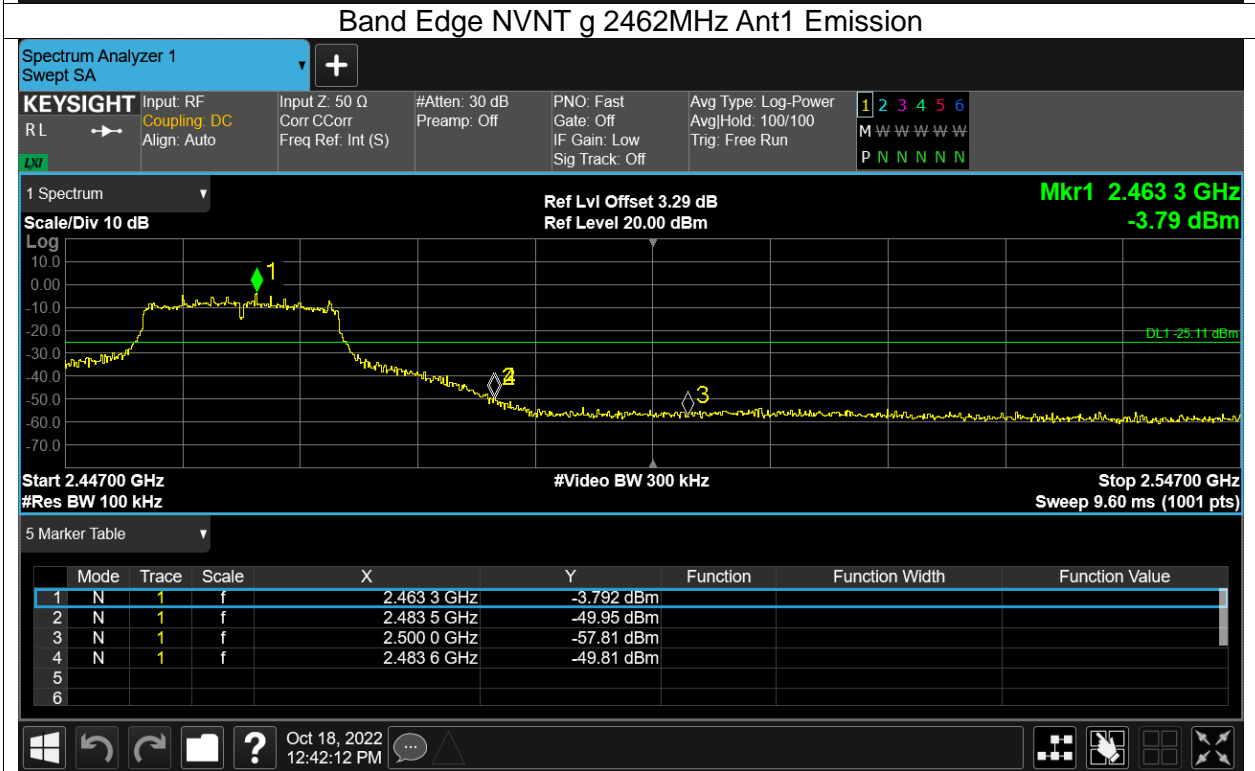 Band Edge NVNT g 2462MHz Ant1 Emission
Spectrum Analyzer 1
Swept SA
KEYSIGHT Input: RF Input Z: 50 Ω #Atten: 30 dB PNO: Fast Avg Type: Log-Power 1 2 3 4 5 6
RL Coupling: DC Corr CCorr Preamp: Off Gate: Off Avg|Hold: 100/100 M W W W W W
Align: Auto Freq Ref: Int (S) IF Gain: Low Trig: Free Run
LXI Sig Track: Off P N N N N N
1 Spectrum Ref Lvl Offset 3.29 dB Mkr1 2.463 3 GHz
Scale/Div 10 dB Ref Level 20.00 dBm -3.79 dBm
Log
10.0
1
0.00
-10.0
-20.0
DL1 -25.11 dBm
-30.0
-40.0
2
4
-50.0
3
-60.0
-70.0
Start 2.44700 GHz #Video BW 300 kHz Stop 2.54700 GHz
#Res BW 100 kHz Sweep 9.60 ms (1001 pts)
5 Marker Table
Mode Trace Scale X Y Function Function Width Function Value
1 N 1 f 2.463 3 GHz -3.792 dBm
2 N 1 f 2.483 5 GHz -49.95 dBm
3 N 1 f 2.500 0 GHz -57.81 dBm
4 N 1 f 2.483 6 GHz -49.81 dBm
5
6
? Oct 18, 2022
12:42:12 PM